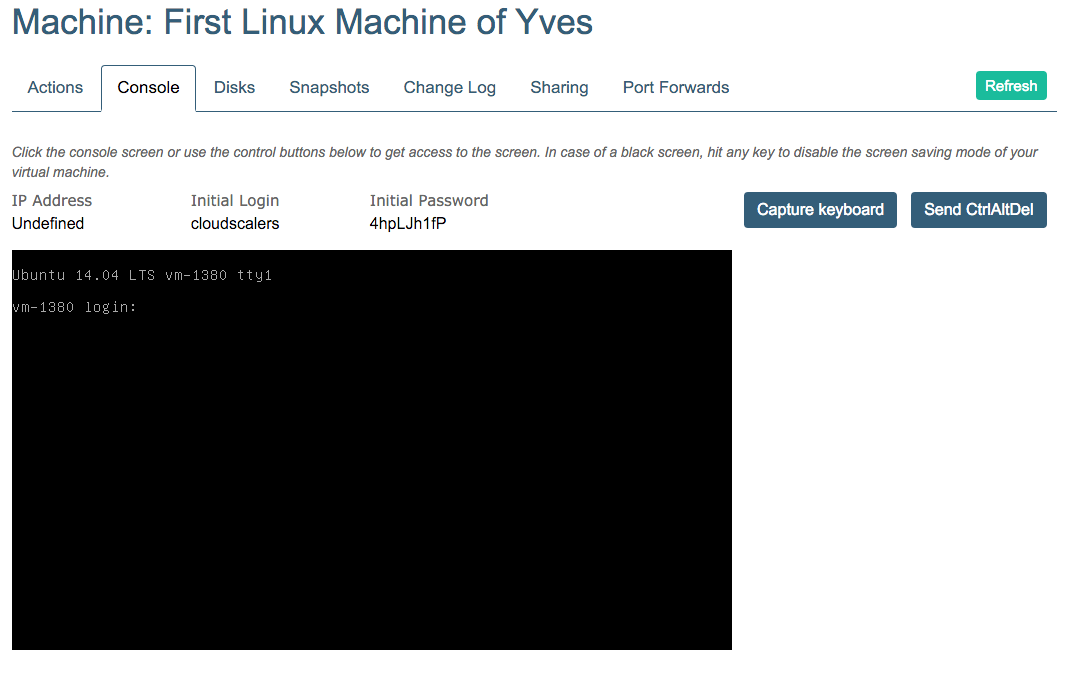 Machine: First Linux Machine of Yves
Actions Console Disks Snapshots Change Log Sharing Port Forwards Refresh
Click the console screen or use the control buttons below to get access to the screen. In case of a black screen, hit any key to disable the screen saving mode of your
virtual machine.
IP Address Initial Login Initial Password
Undefined cloudscalers 4hpLJh1fP
Capture keyboard Send CtrlAltDel
Ubuntu 14.04 LTS vm-1380 tty1
vm-1380 login: